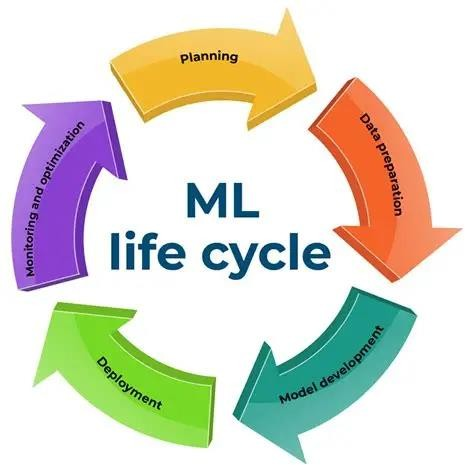 Planning
Data preparation
Model development
Deployment
Monitoring and optimization
ML
life cycle